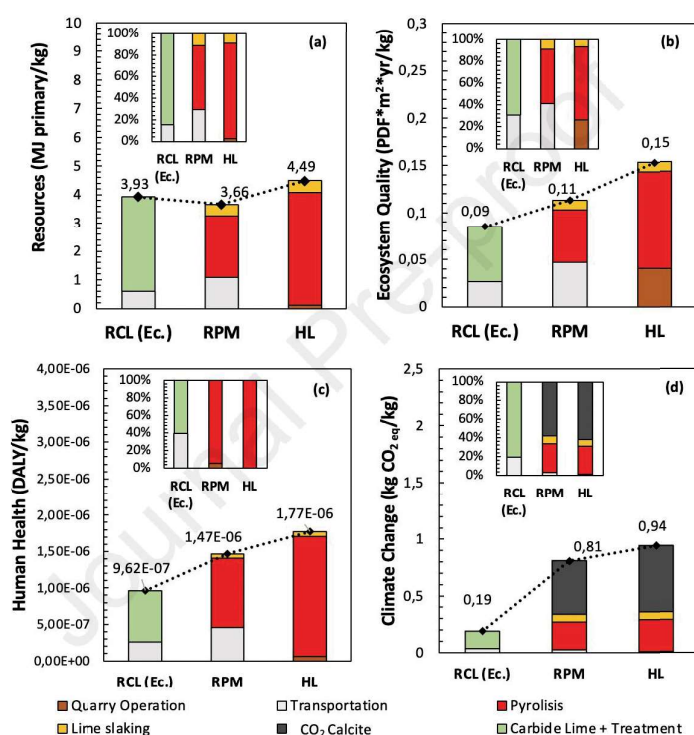 Resources (MJ primary/kg)
10
9
8
7
6
5
4
3
2
1
0
(a)
100%
80%
60%
40%
20%
0%
RCL RPM HL
(Ec.)
3,93
3,66
4,49
RCL (Ec.) RPM HL
Ecosystem Quality (PDF*m²*yr/kg)
0,3
0,25
0,2
0,15
0,1
0,05
0
(b)
100%
80%
60%
40%
20%
0%
RCL RPM HL
(Ec.)
0,09
0,11
0,15
RCL (Ec.) RPM HL
Human Health (DALY/kg)
4,00E-06
3,50E-06
3,00E-06
2,50E-06
2,00E-06
1,50E-06
1,00E-06
5,00E-07
0,00E+00
(c)
100%
80%
60%
40%
20%
0%
RCL RPM HL
(Ec.)
9,62E-07
1,47E-06
1,77E-06
RCL (Ec.) RPM HL
Climate Change (kg CO₂ eq/kg)
2,5
2
1,5
1
0,5
0
(d)
100%
80%
60%
40%
20%
0%
RCL RPM HL
(Ec.)
0,19
0,81
0,94
RCL (Ec.) RPM HL
Quarry Operation Transportation Pyrolisis
Lime slaking CO₂ Calcite Carbide Lime + Treatment
Journal Pre-proof